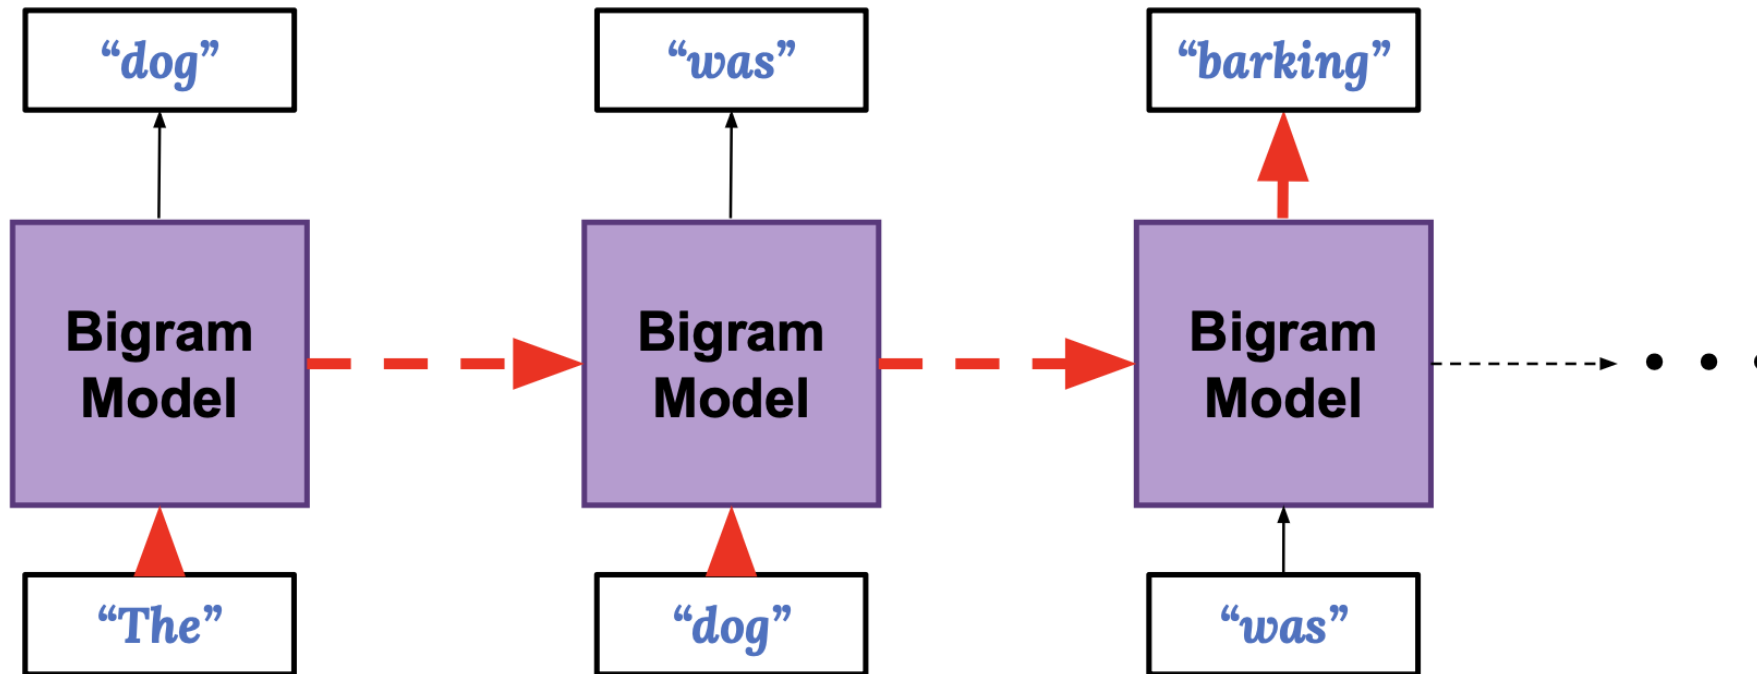 “dog”
“was”
“barking”
Bigram
Model
Bigram
Model
Bigram
Model
“The”
“dog”
“was”